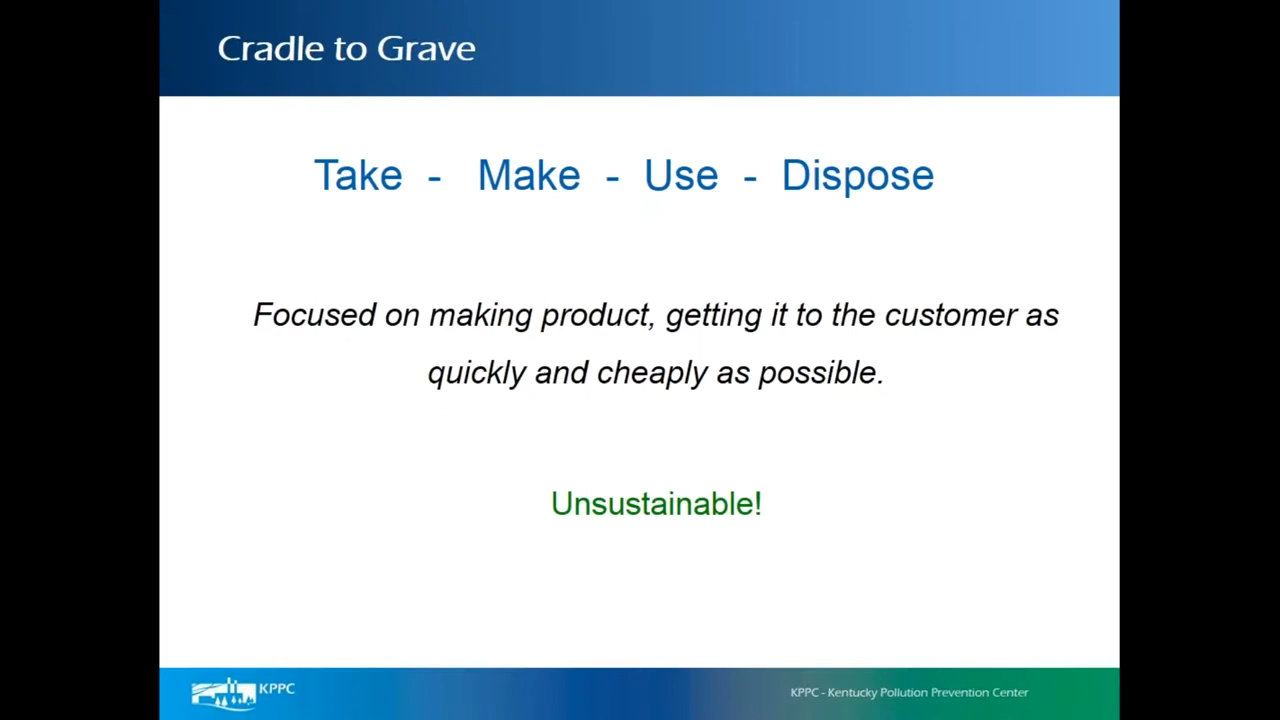 Cradle to Grave
Take - Make - Use - Dispose
Focused on making product, getting it to the customer as
quickly and cheaply as possible.
Unsustainable!
KPPC
KPPC - Kentucky Pollution Prevention Center